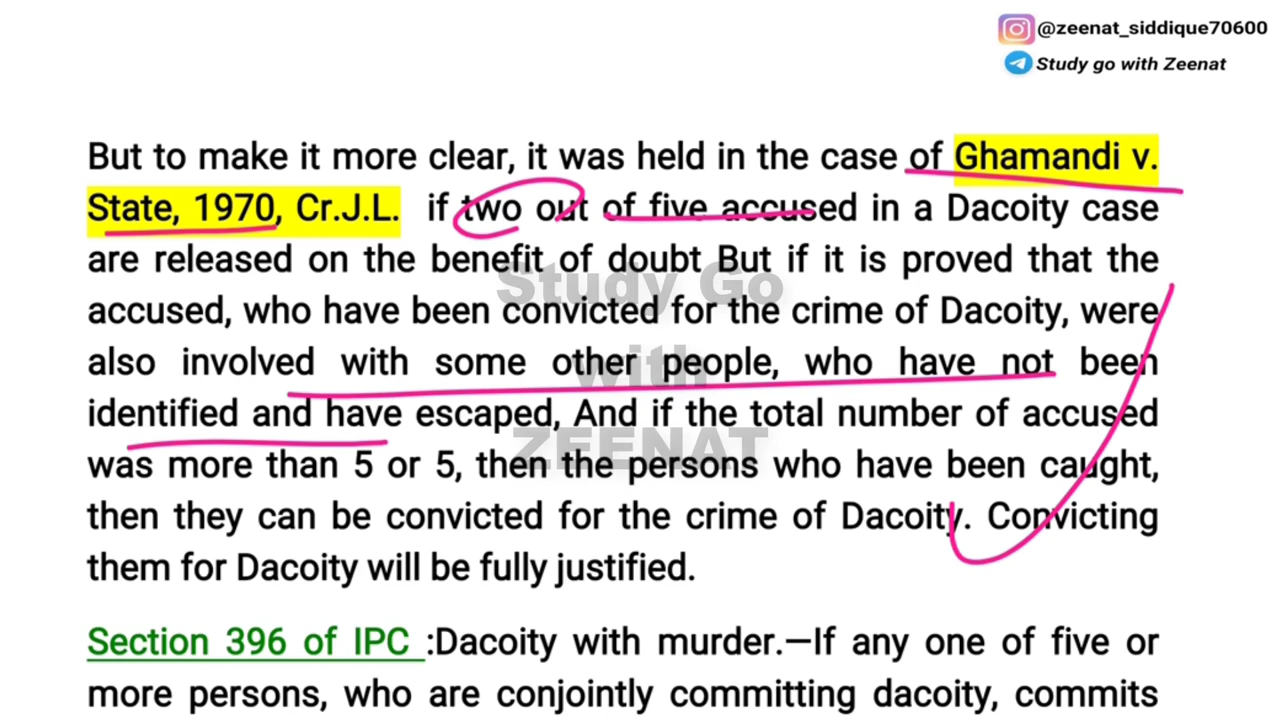 @zeenat_siddique70600
Study go with Zeenat
But to make it more clear, it was held in the case of Ghamandi v.
State, 1970, Cr.J.L. if two out of five accused in a Dacoity case
are released on the benefit of doubt But if it is proved that the
accused, who have been convicted for the crime of Dacoity, were
also involved with some other people, who have not been
identified and have escaped, And if the total number of accused
was more than 5 or 5, then the persons who have been caught,
then they can be convicted for the crime of Dacoity. Convicting
them for Dacoity will be fully justified.
Study Go
with
ZEENAT
Section 396 of IPC :Dacoity with murder.—If any one of five or
more persons, who are conjointly committing dacoity, commits